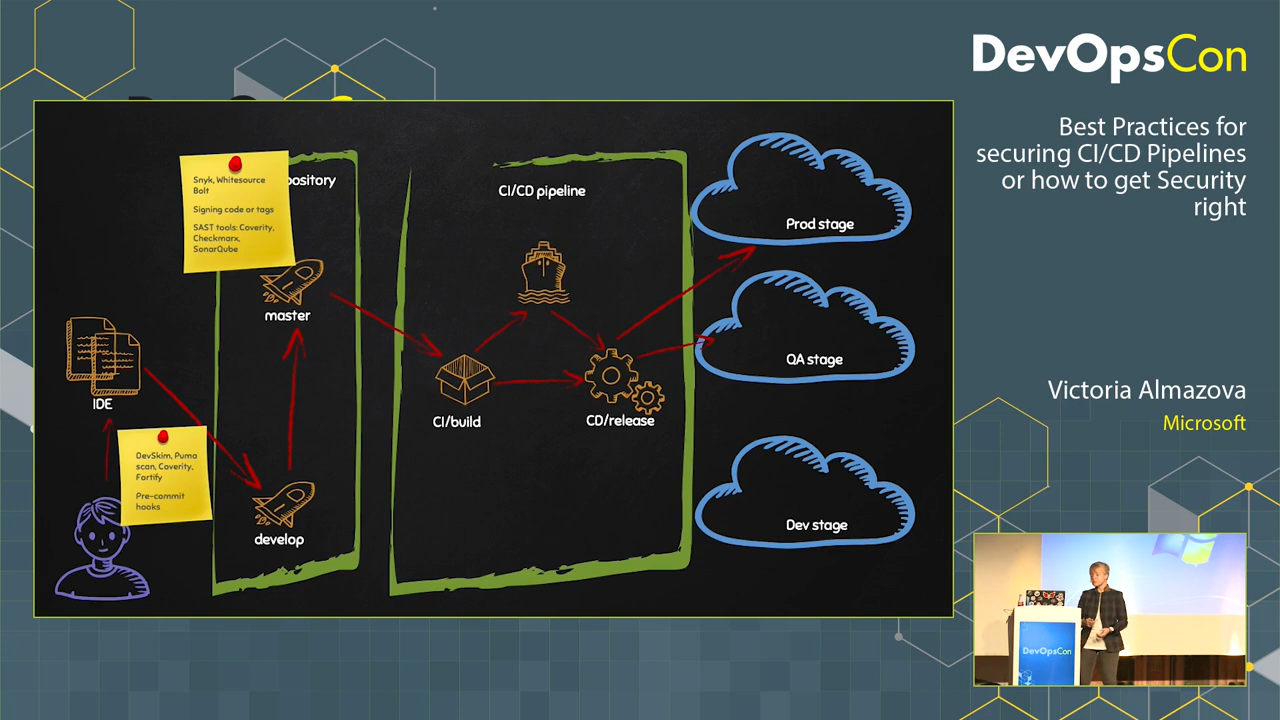 DevOpsCon
Best Practices for
securing CI/CD Pipelines
or how to get Security
right
Victoria Almazova
Microsoft
Snyk, Whitesource
Bolt
Signing code or tags
SAST tools: Coverity,
Checkmarx,
SonarQube
pository
CI/CD pipeline
Prod stage
master
QA stage
IDE
CI/build
CD/release
DevSkim, Puma
scan, Coverity,
Fortify
Pre-commit
hooks
Dev stage
develop
DevOpsCon